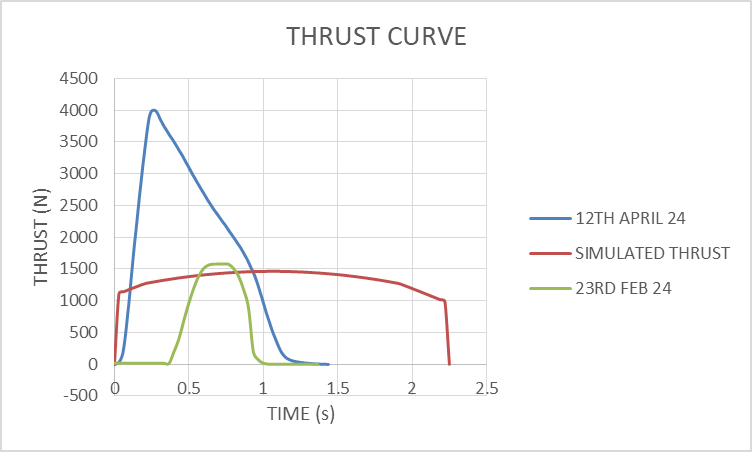 THRUST CURVE
4500
4000
3500
3000
2500
2000
1500
1000
500
0
-500
0 0.5 1 1.5 2 2.5
THRUST (N)
TIME (s)
12TH APRIL 24
SIMULATED THRUST
23RD FEB 24